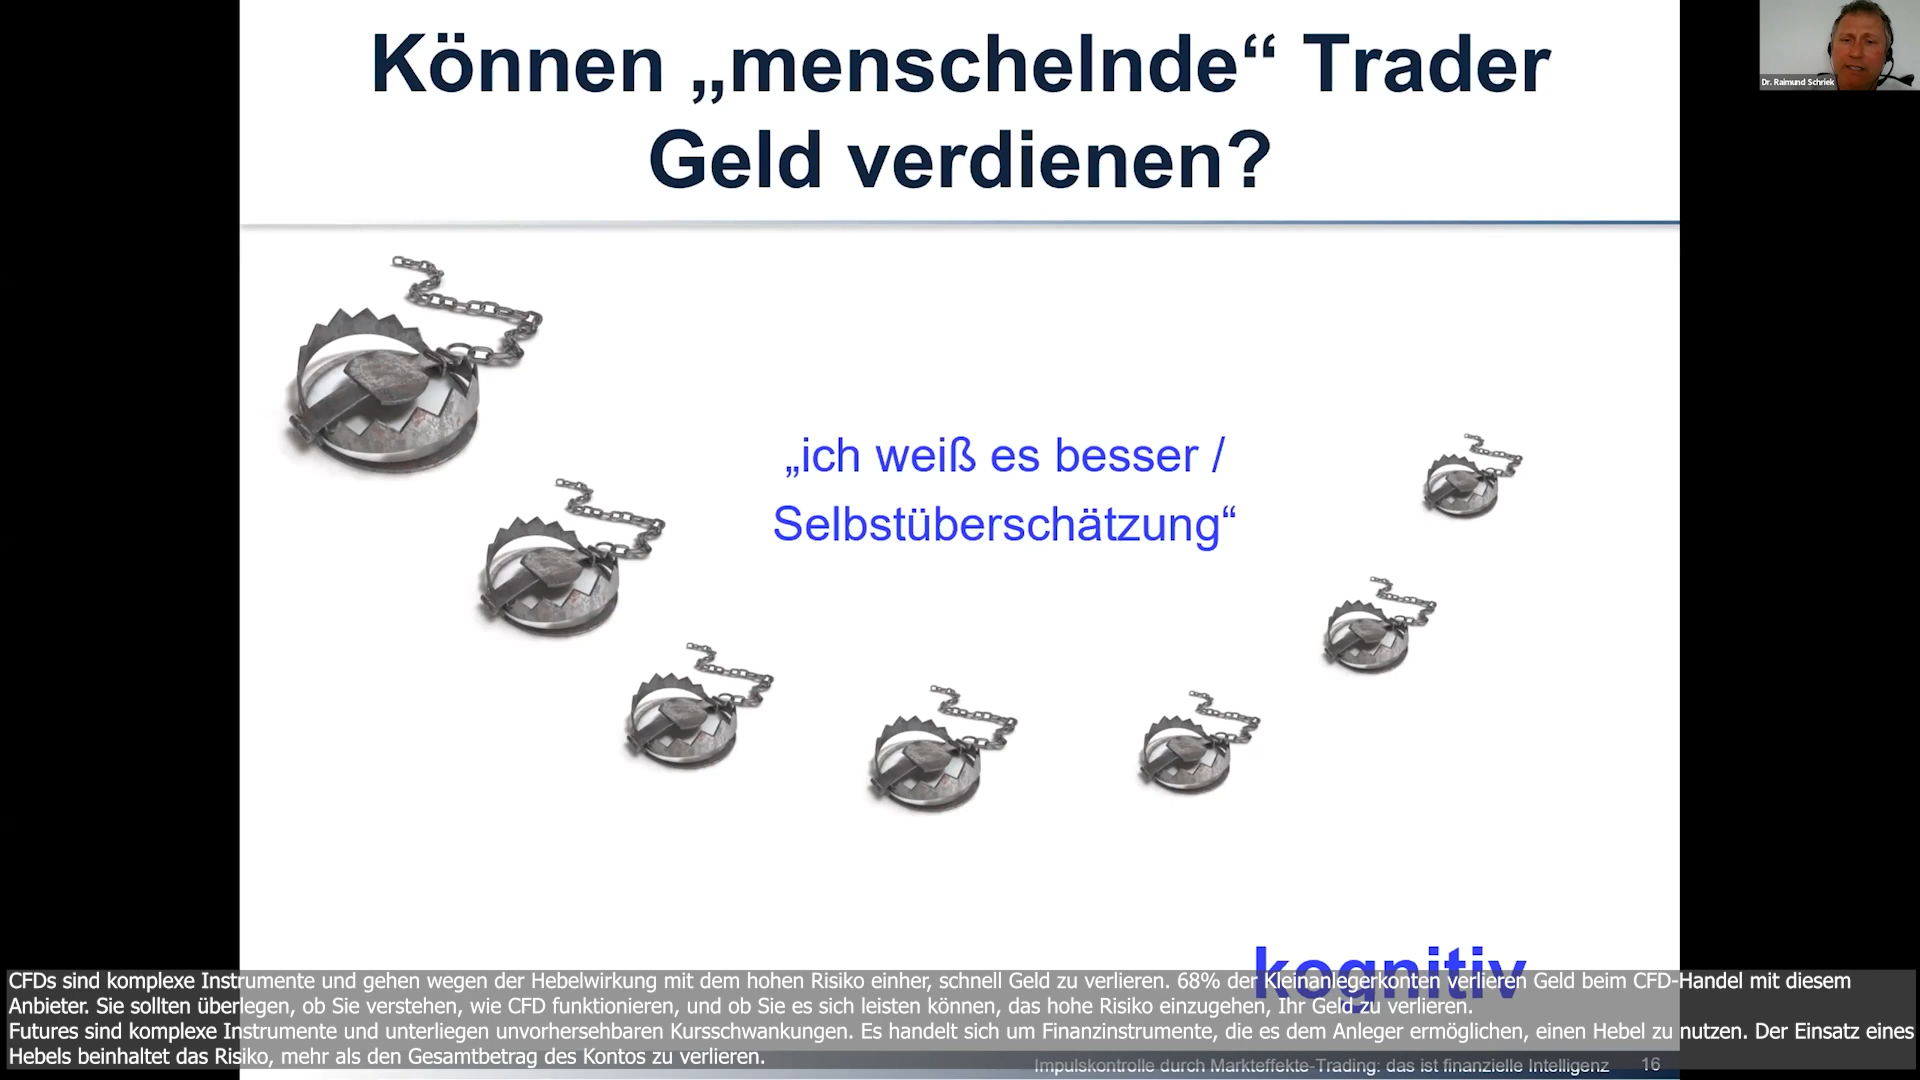 Können „menschelnde“ Trader
Geld verdienen?
Dr. Raimund Schriek
„ich weiß es besser /
Selbstüberschätzung“
kognitiv
CFDs sind komplexe Instrumente und gehen wegen der Hebelwirkung mit dem hohen Risiko einher, schnell Geld zu verlieren. 68% der Kleinanlegerkonten verlieren Geld beim CFD-Handel mit diesem
Anbieter. Sie sollten überlegen, ob Sie verstehen, wie CFD funktionieren, und ob Sie es sich leisten können, das hohe Risiko einzugehen, Ihr Geld zu verlieren.
Futures sind komplexe Instrumente und unterliegen unvorhersehbaren Kursschwankungen. Es handelt sich um Finanzinstrumente, die es dem Anleger ermöglichen, einen Hebel zu nutzen. Der Einsatz eines
Hebels beinhaltet das Risiko, mehr als den Gesamtbetrag des Kontos zu verlieren.
Impulskontrolle durch Markteffekte-Trading: das ist finanzielle Intelligenz 16